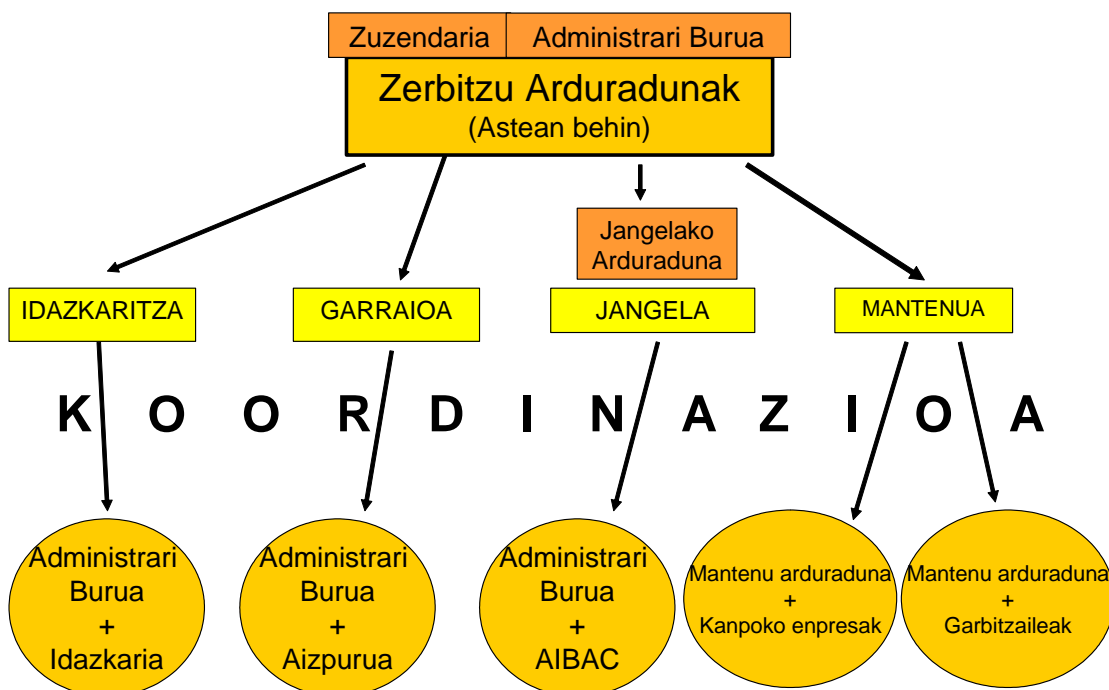 Zuzendaria
Administrari Burua
Zerbitzu Arduradunak
(Astean behin)
Jangelako
Arduraduna
IDAZKARITZA
GARRAIOA
JANGELA
MANTENUA
K O O R D I N A Z I O A
Administrari
Burua
+
Idazkaria
Administrari
Burua
+
Aizpurua
Administrari
Burua
+
AIBAC
Mantenu arduraduna
+
Kanpoko enpresak
Mantenu arduraduna
+
Garbitzaileak